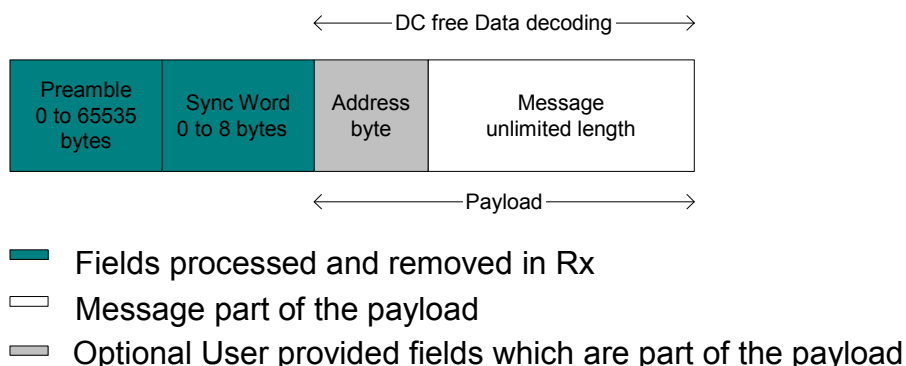 DC free Data decoding
Preamble
0 to 65535
bytes
Sync Word
0 to 8 bytes
Address
byte
Message
unlimited length
Payload
Fields processed and removed in Rx
Message part of the payload
Optional User provided fields which are part of the payload